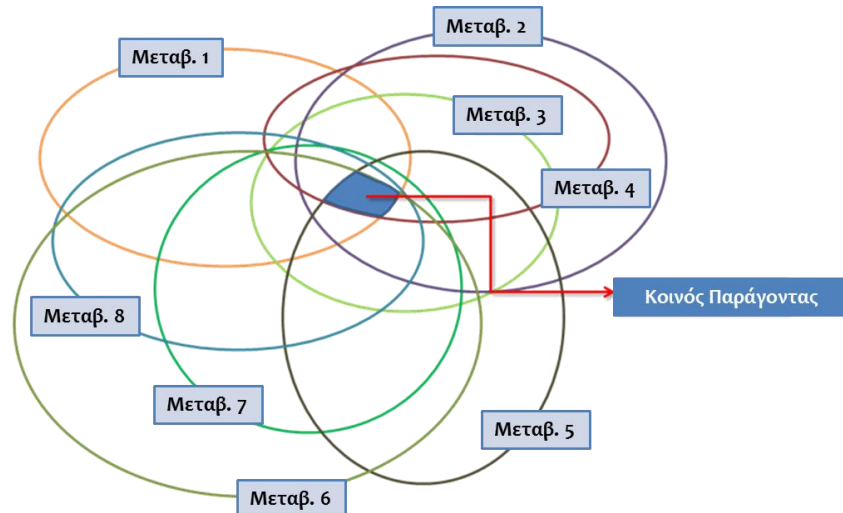 Μεταβ. 2
Μεταβ. 1
Μεταβ. 3
Μεταβ. 4
Κοινός Παράγοντας
Μεταβ. 8
Μεταβ. 7
Μεταβ. 5
Μεταβ. 6